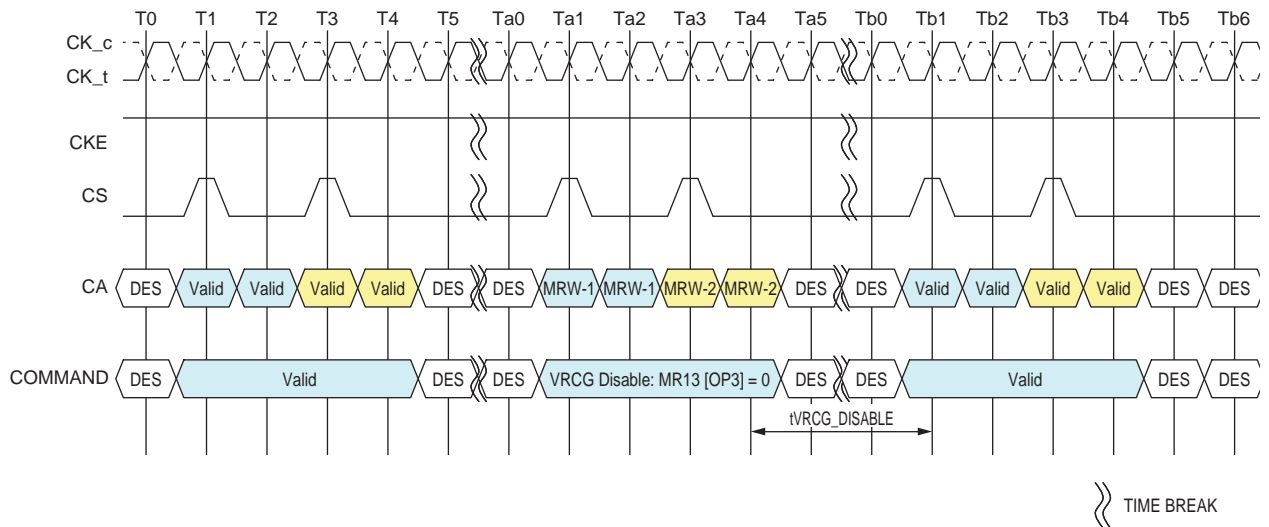 T0 T1 T2 T3 T4 T5 Ta0 Ta1 Ta2 Ta3 Ta4 Ta5 Tb0 Tb1 Tb2 Tb3 Tb4 Tb5 Tb6
CK_c
CK_t
CKE
CS
CA DES Valid Valid Valid Valid DES DES MRW-1 MRW-1 MRW-2 MRW-2 DES DES Valid Valid Valid Valid DES DES
COMMAND DES Valid DES DES VRCG Disable: MR13 [OP3] = 0 DES DES Valid DES DES
tVRCG_DISABLE
TIME BREAK